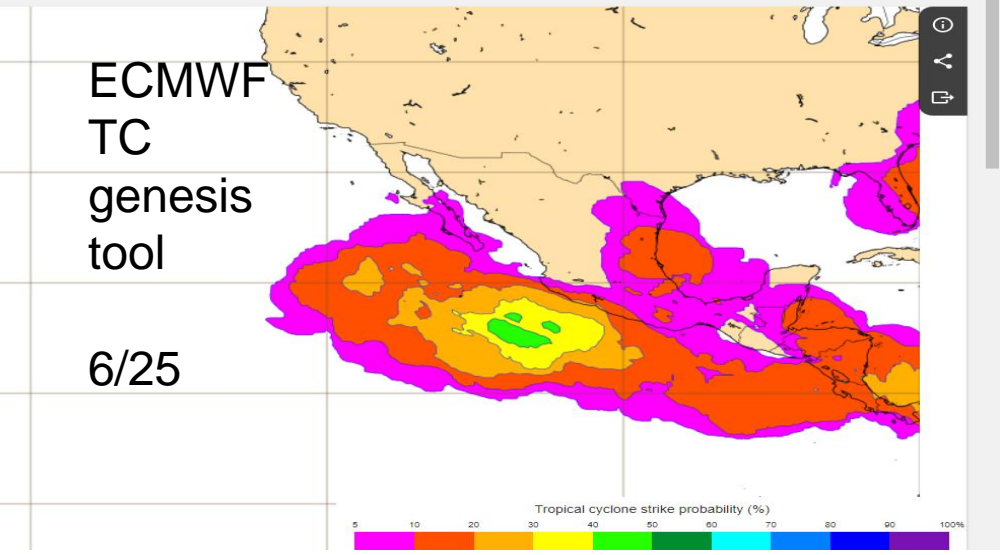 ECMWF
TC
genesis
tool
6/25
Tropical cyclone strike probability (%)
5 10 20 30 40 50 60 70 80 90 100%